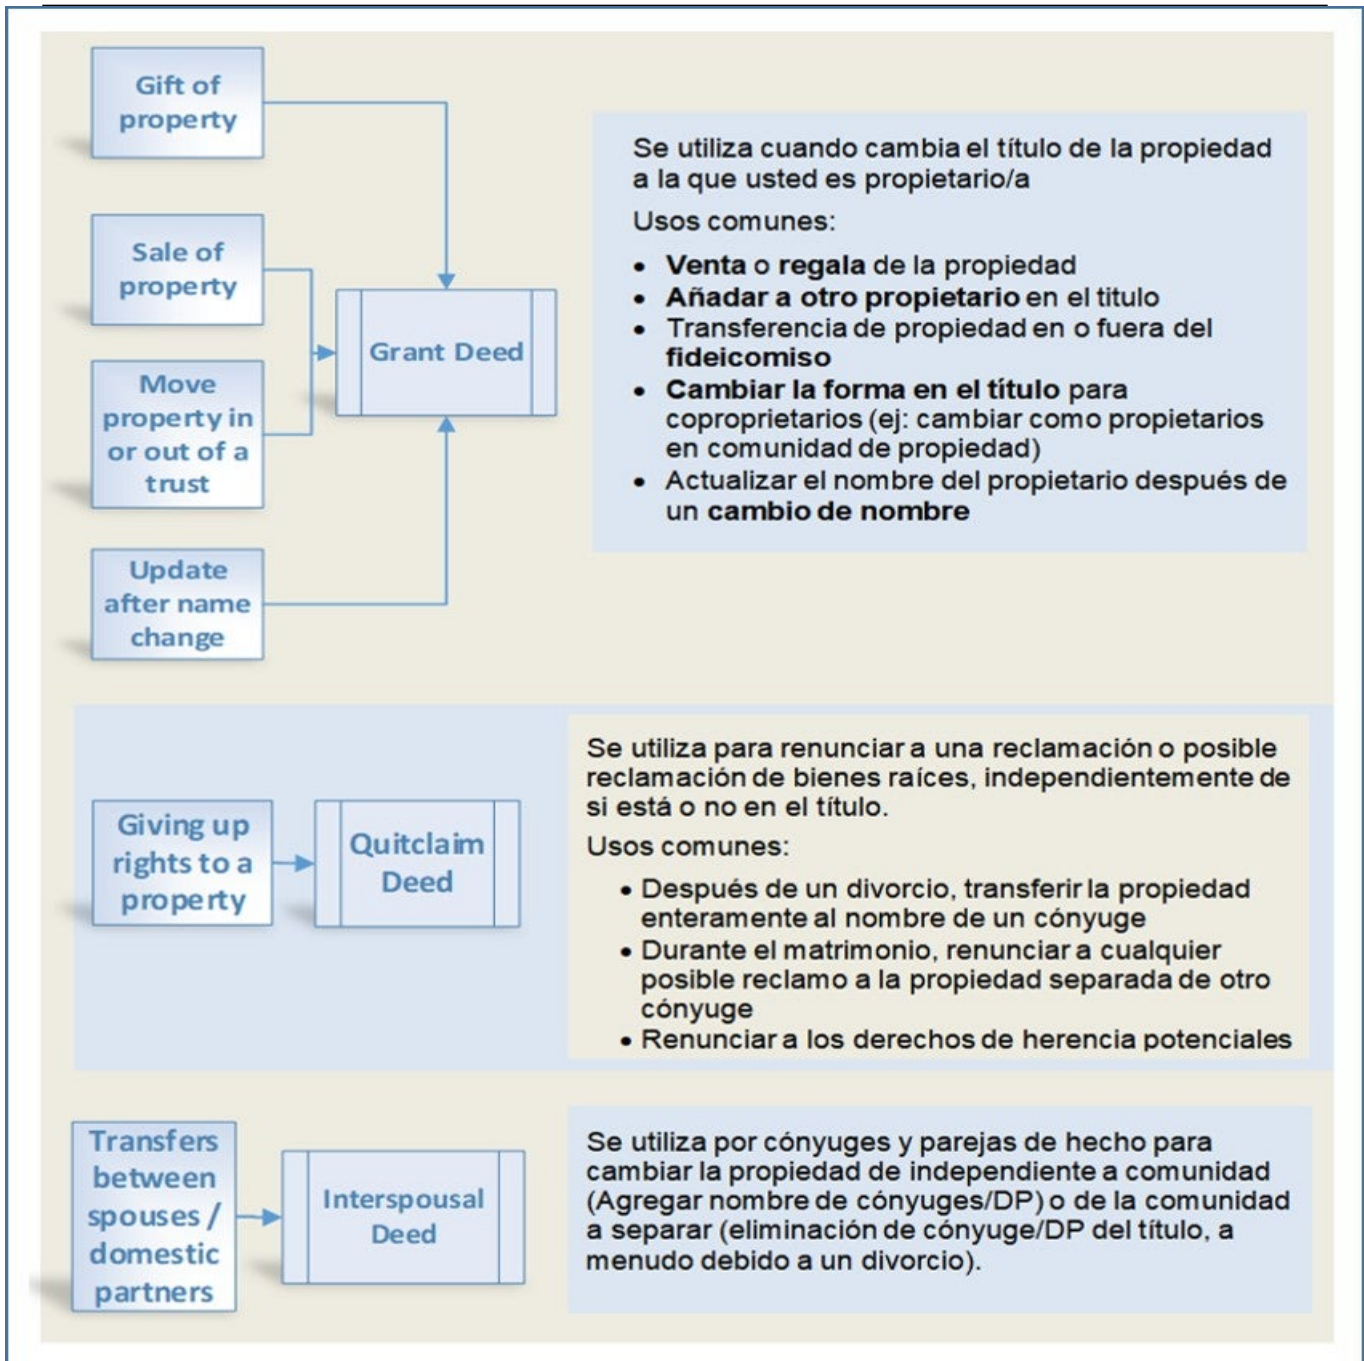 Gift of
property
Sale of
property
Move
property in
or out of a
trust
Update
after name
change
Grant Deed
Se utiliza cuando cambia el título de la propiedad
a la que usted es propietario/a
Usos comunes:
• Venta o regala de la propiedad
• Añadar a otro propietario en el titulo
• Transferencia de propiedad en o fuera del
fideicomiso
• Cambiar la forma en el título para
coproprietarios (ej: cambiar como propietarios
en comunidad de propiedad)
• Actualizar el nombre del propietario después de
un cambio de nombre
Giving up
rights to a
property
Quitclaim
Deed
Se utiliza para renunciar a una reclamación o posible
reclamación de bienes raíces, independientemente de
si está o no en el título.
Usos comunes:
• Después de un divorcio, transferir la propiedad
enteramente al nombre de un cónyuge
• Durante el matrimonio, renunciar a cualquier
posible reclamo a la propiedad separada de otro
cónyuge
• Renunciar a los derechos de herencia potenciales
Transfers
between
spouses /
domestic
partners
Interspousal
Deed
Se utiliza por cónyuges y parejas de hecho para
cambiar la propiedad de independiente a comunidad
(Agregar nombre de cónyuges/DP) o de la comunidad
a separar (eliminación de cónyuge/DP del título, a
menudo debido a un divorcio).